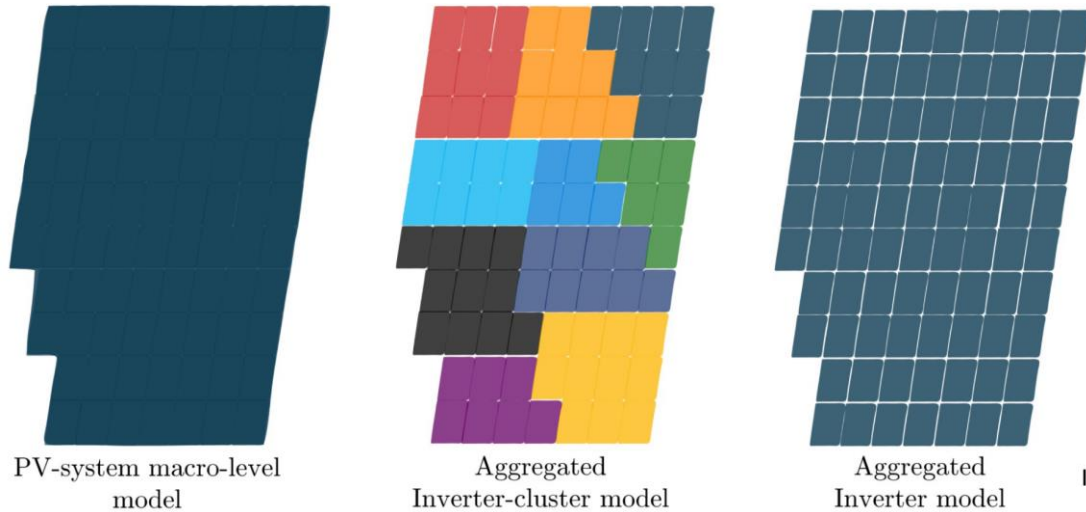 PV-system macro-level
model
Aggregated
Inverter-cluster model
Aggregated
Inverter model